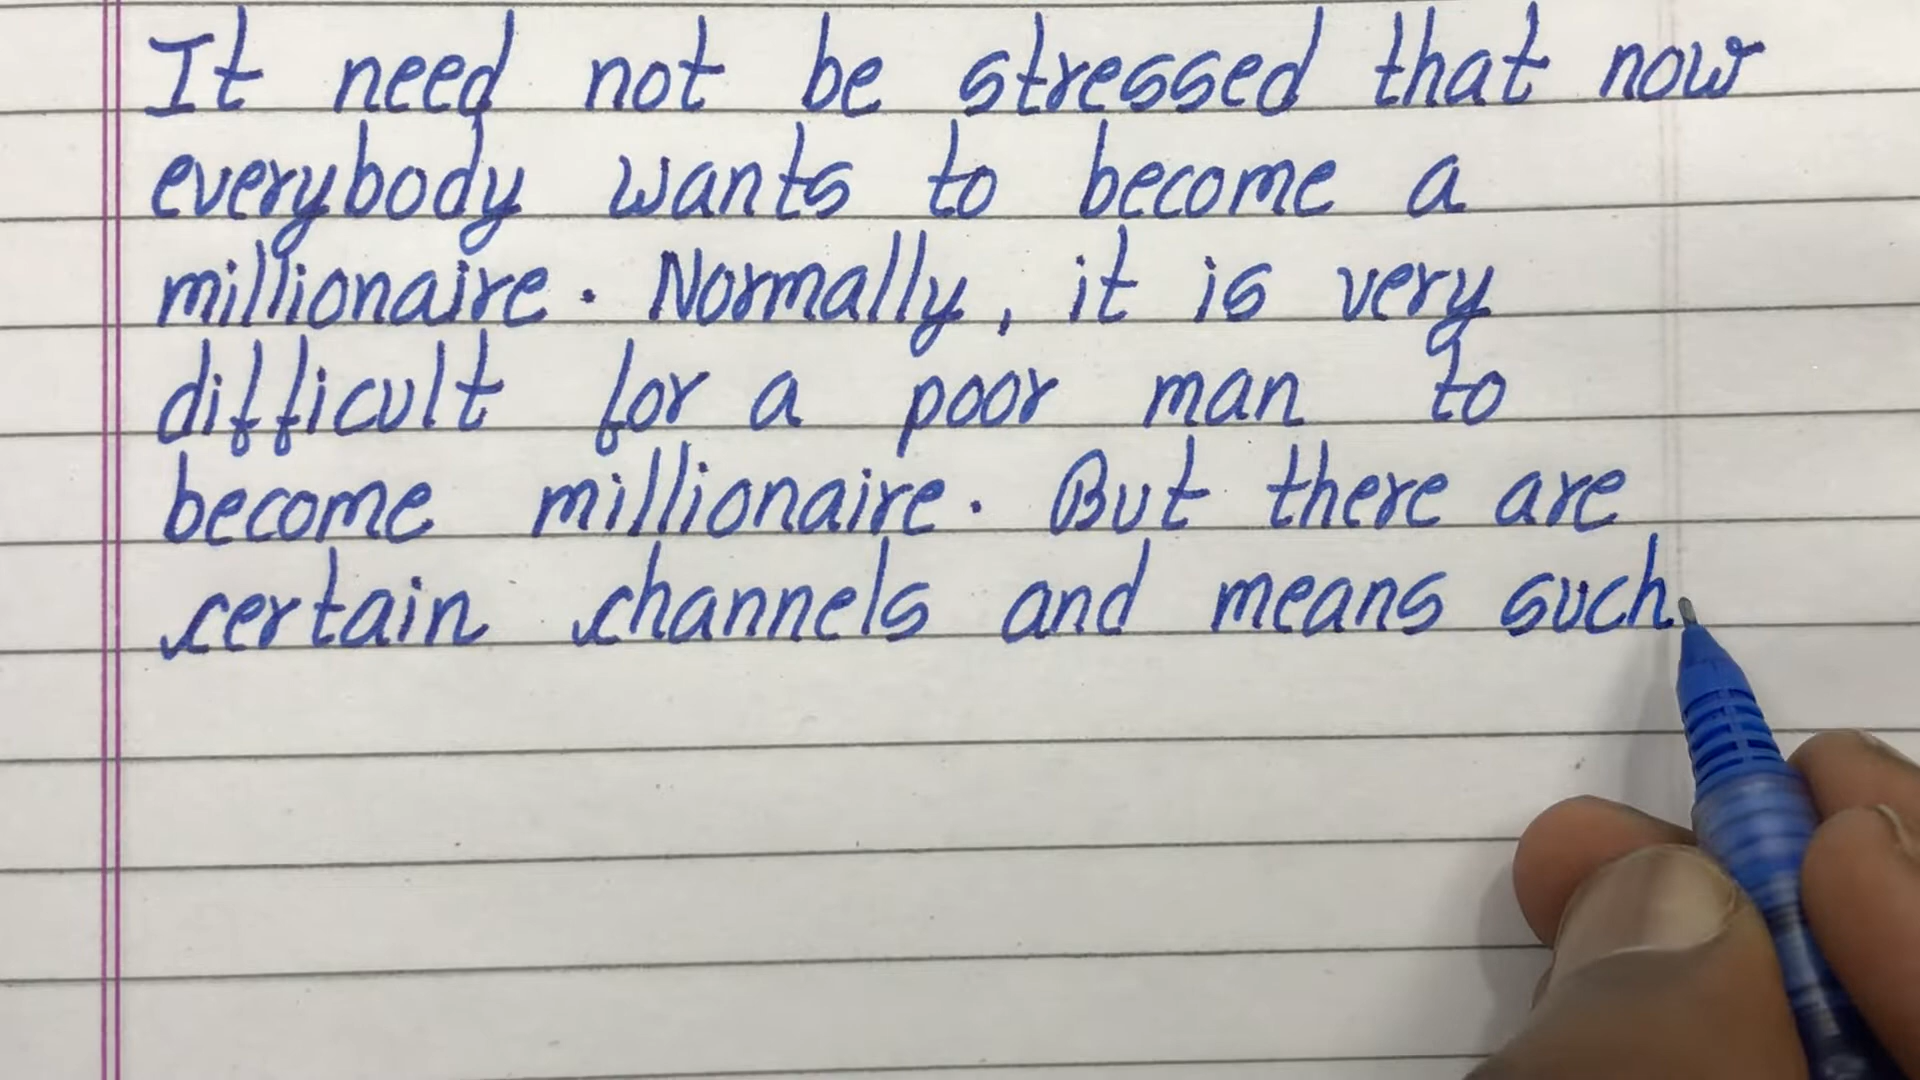 It need not be stressed that now
everybody wants to become a
millionaire. Normally, it is very
difficult for a poor man to
become millionaire. But there are
certain channels and means such